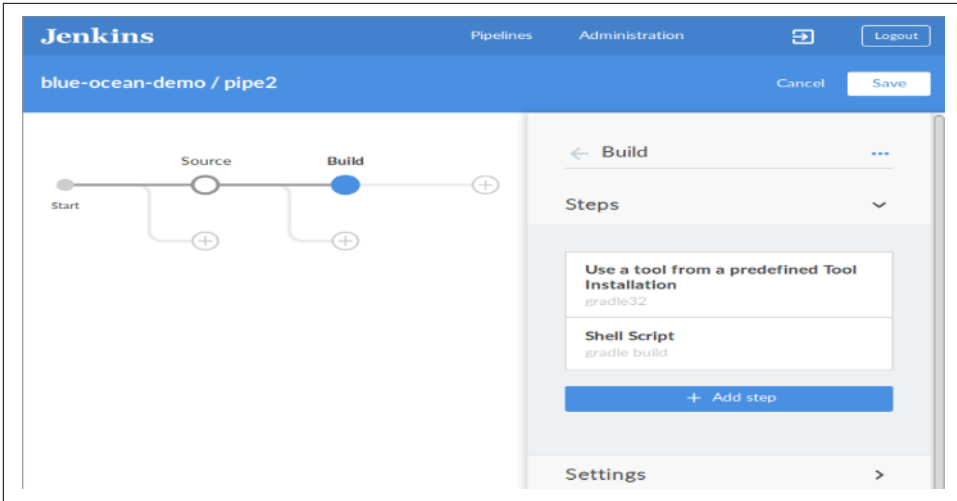 Jenkins
Pipelines
Administration
Logout
blue-ocean-demo / pipe2
Cancel
Save
Source
Build
Start
Build
Steps
Use a tool from a predefined Tool
Installation
gradle32
Shell Script
gradle build
+ Add step
Settings